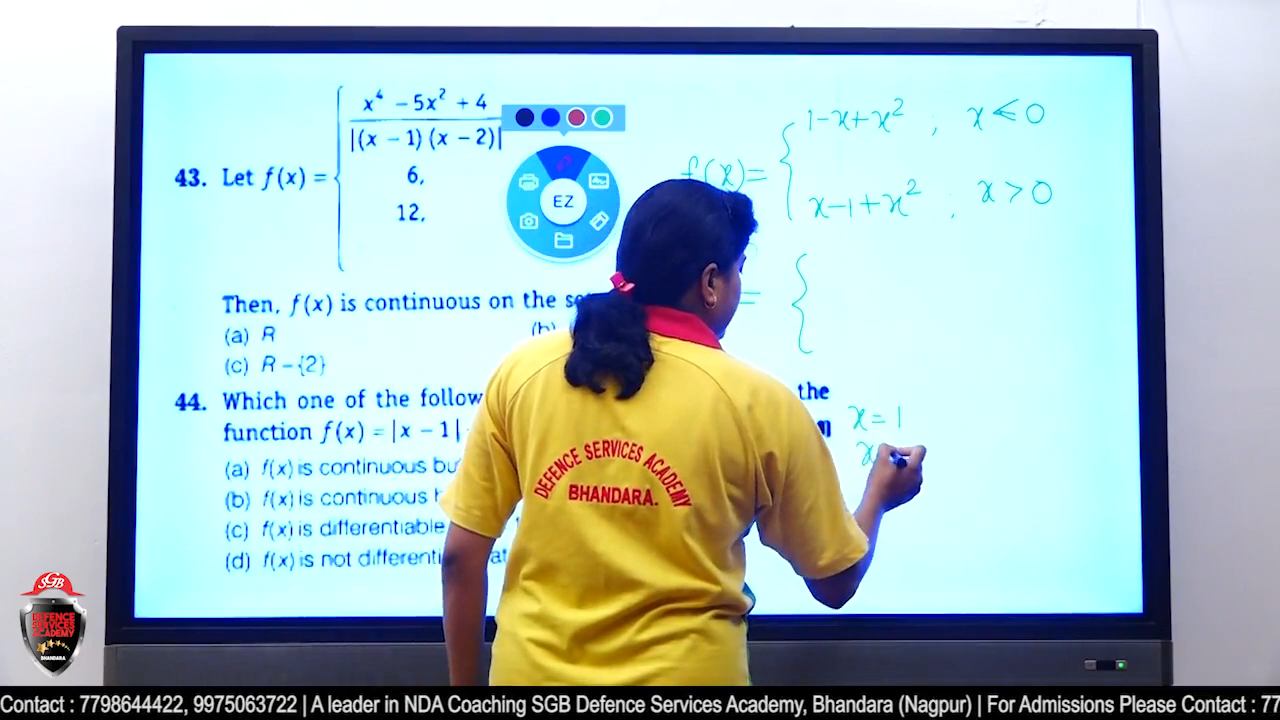 43. Let f(x) = { x⁴ − 5x² + 4 / |(x − 1) (x − 2)|
6,
12,
Then, f(x) is continuous on the
(a) R
(b)
(c) R − {2}
44. Which one of the follow the
function f(x) = |x − 1|
(a) f(x) is continuous bu
(b) f(x) is continuous
(c) f(x) is differentiable
(d) f(x) is not differenti at
EZ
f(x) = { 1−x+x² ; x ≤ 0
x−1+x² ; x > 0
= {
x = 1
x
DEFENCE SERVICES ACADEMY
BHANDARA.
SGB
DEFENCE
SERVICES
ACADEMY
BHANDARA
Contact : 7798644422, 9975063722 | A leader in NDA Coaching SGB Defence Services Academy, Bhandara (Nagpur) | For Admissions Please Contact : 77